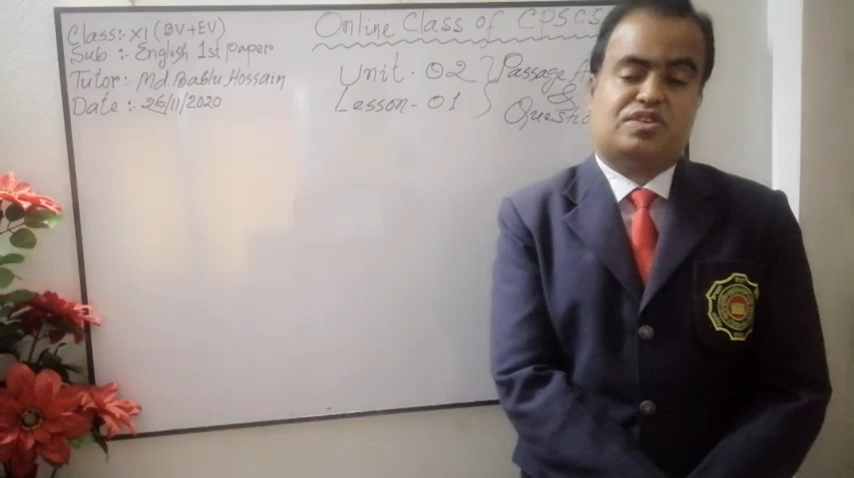 Class:- XI (BV+EV)
Sub :- English 1st paper
Tutor: Md. Bablu Hossain
Date :- 26/11/2020
Online Class of CPSCS
Unit - 02 } Passage
Lesson - 01 } &